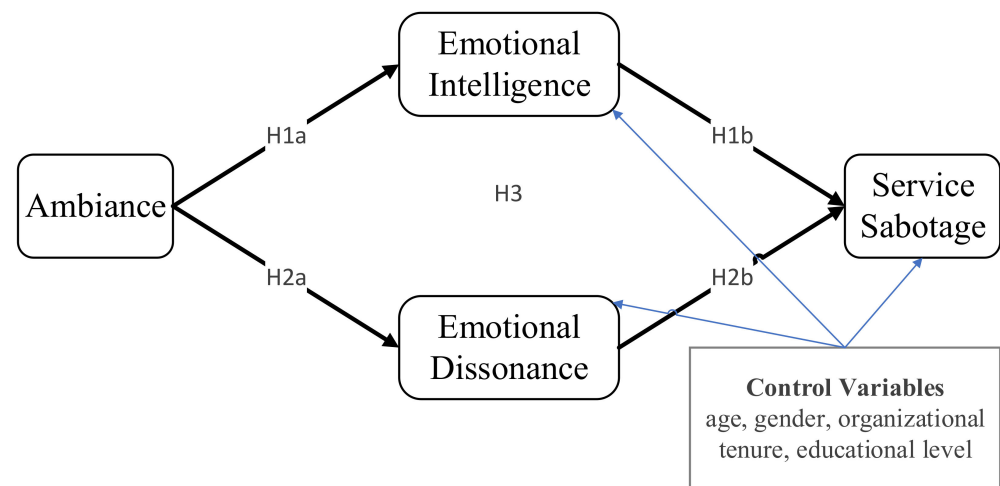 Emotional
Intelligence
H1a
H1b
Ambiance
H3
Service
Sabotage
H2a
H2b
Emotional
Dissonance
Control Variables
age, gender, organizational
tenure, educational level